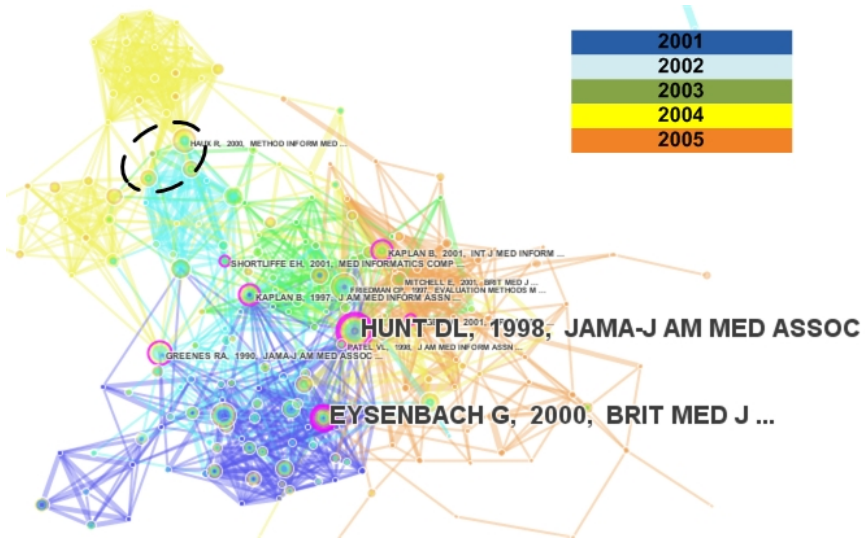 2001
2002
2003
2004
2005
HAUX R, 2000, METHOD INFORM MED ...
KAPLAN B, 2001, INT J MED INFORM ...
SHORTLIFFE EH, 2001, MED INFORMATICS COMP ...
MITCHELL E, 2001, BRIT MED J ...
FRIEDMAN CP, 1997, EVALUATION METHODS M ...
KAPLAN B, 1997, J AM MED INFORM ASSN ...
2001,
HUNT DL, 1998, JAMA-J AM MED ASSOC
PATEL VL, 1998, J AM MED INFORM ASSN ...
GREENES RA, 1990, JAMA-J AM MED ASSOC ...
EYSENBACH G, 2000, BRIT MED J ...